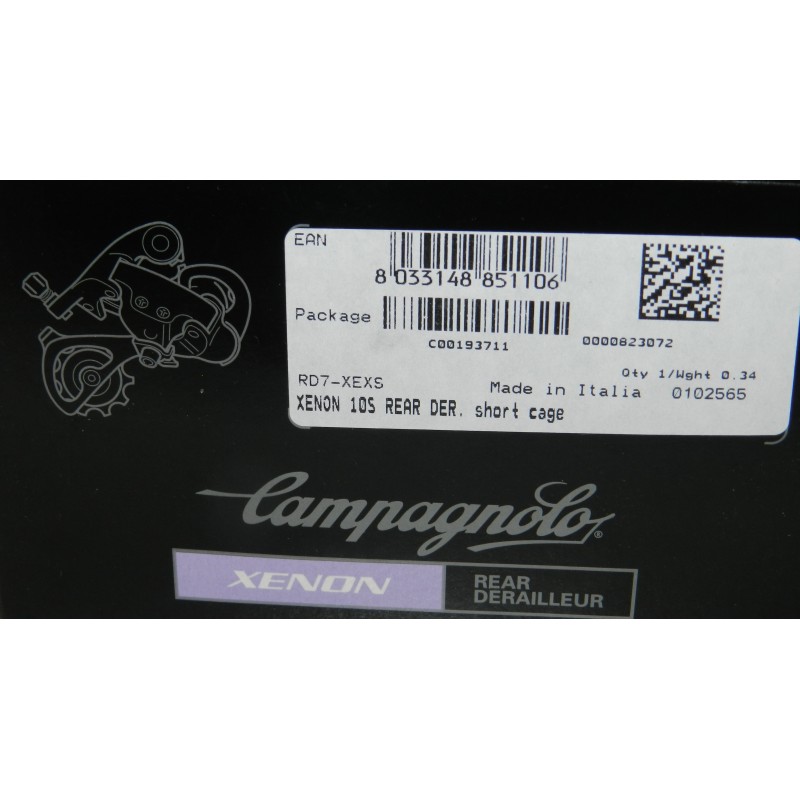 EAN
8 033148 851106
Package
C00193711
0000823072
Qty 1/Wght 0.34
RD7-XEXS
Made in Italia 0102565
XENON 10S REAR DER. short cage
Campagnolo®
XENON
REAR
DERAILLEUR